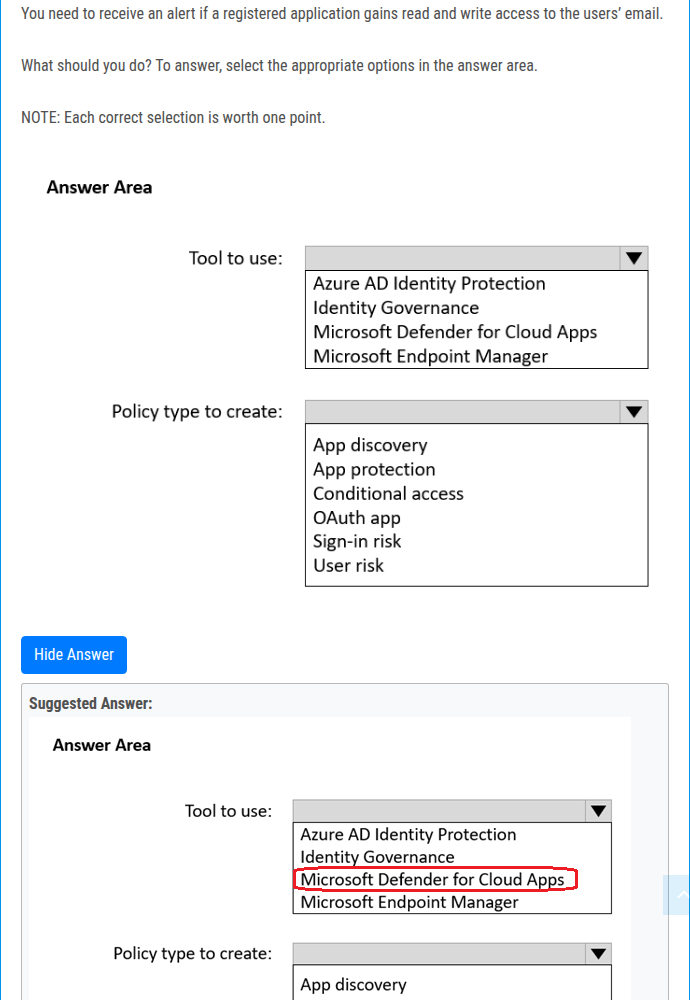 You need to receive an alert if a registered application gains read and write access to the users’ email.
What should you do? To answer, select the appropriate options in the answer area.
NOTE: Each correct selection is worth one point.
Answer Area
Tool to use:
Azure AD Identity Protection
Identity Governance
Microsoft Defender for Cloud Apps
Microsoft Endpoint Manager
Policy type to create:
App discovery
App protection
Conditional access
OAuth app
Sign-in risk
User risk
Hide Answer
Suggested Answer:
Answer Area
Tool to use:
Azure AD Identity Protection
Identity Governance
Microsoft Defender for Cloud Apps
Microsoft Endpoint Manager
Policy type to create:
App discovery